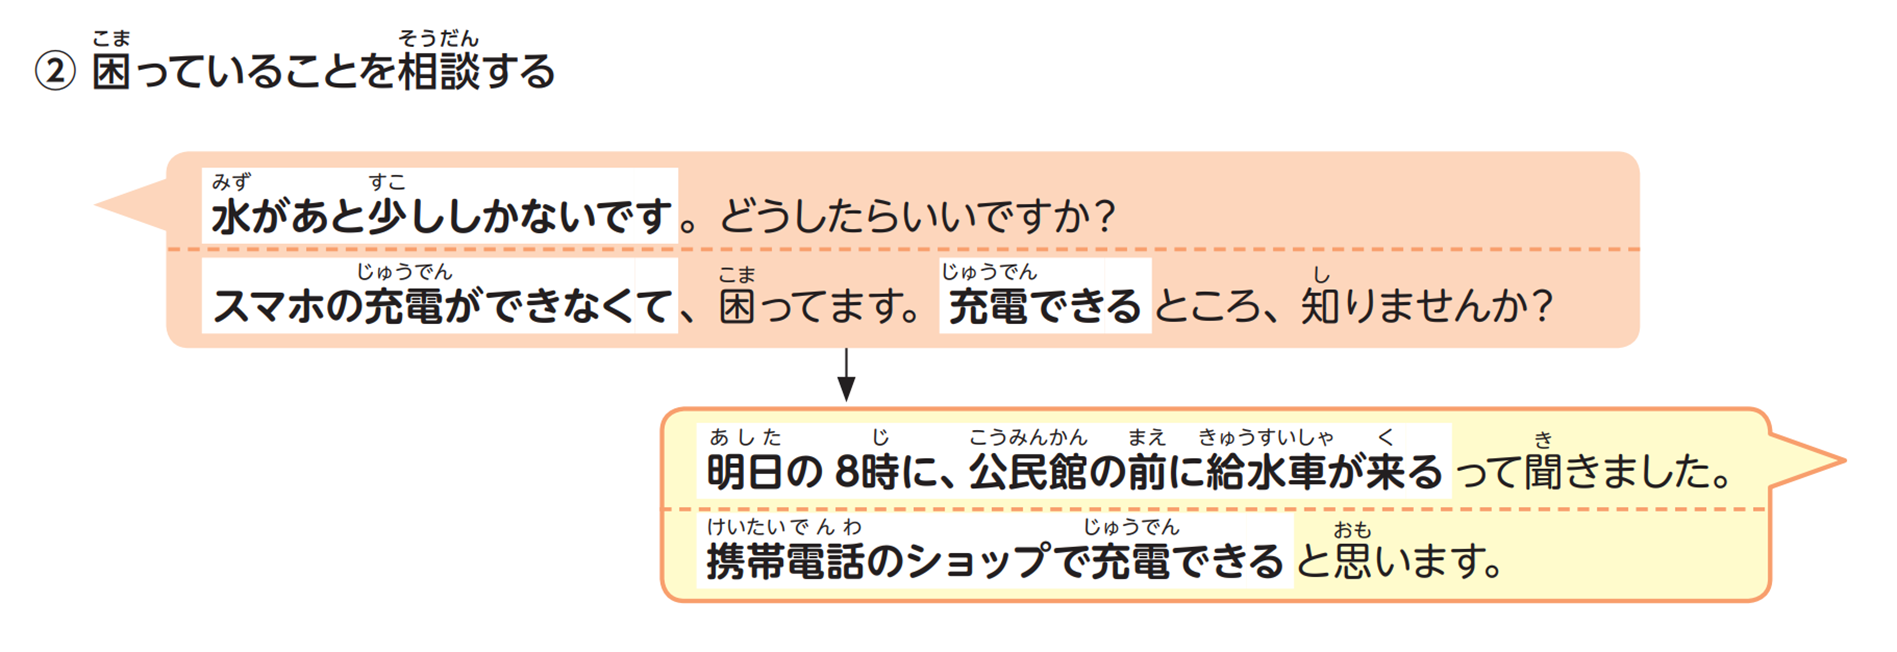 こま そうだん
② 困っていることを相談する
みず すこ
水があと少ししかないです。どうしたらいいですか？
じゅうでん こま じゅうでん し
スマホの充電ができなくて、困ってます。充電できるところ、知りませんか？
あした じ こうみんかん まえ きゅうすいしゃ く き
明日の8時に、公民館の前に給水車が来るって聞きました。
けいたいでんわ じゅうでん おも
携帯電話のショップで充電できると思います。